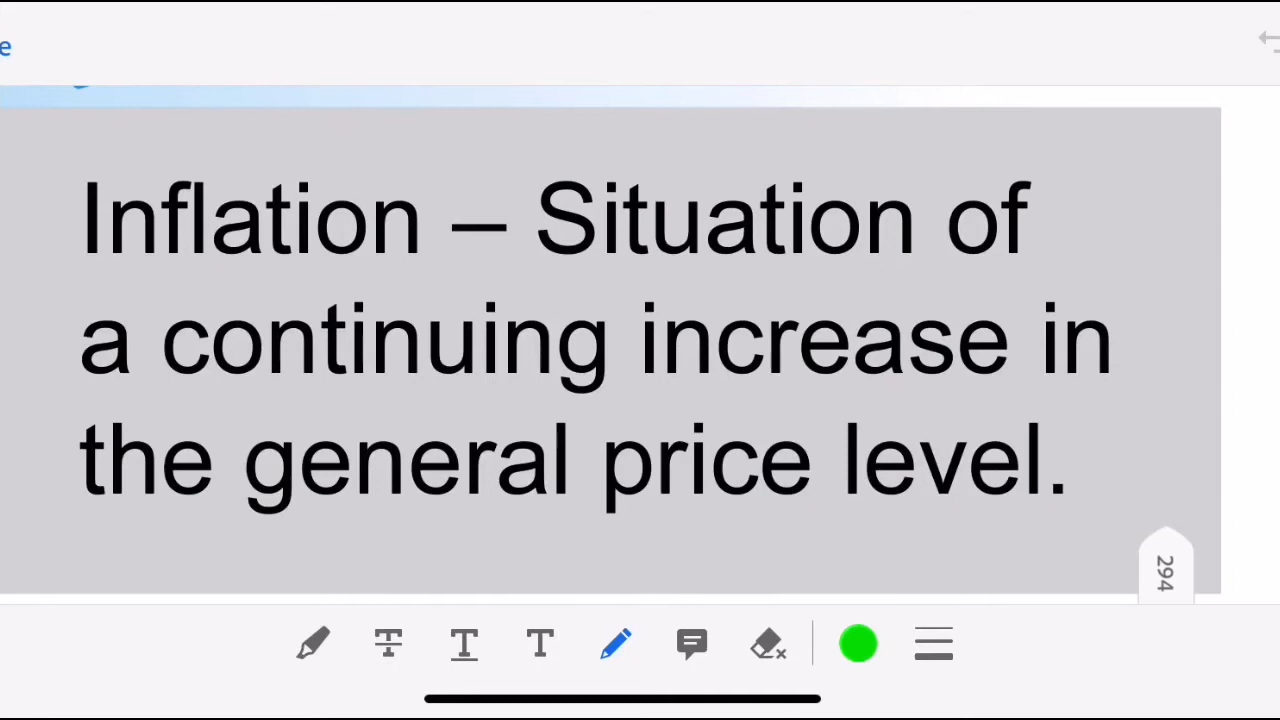 e
Inflation – Situation of
a continuing increase in
the general price level.
294
T T T